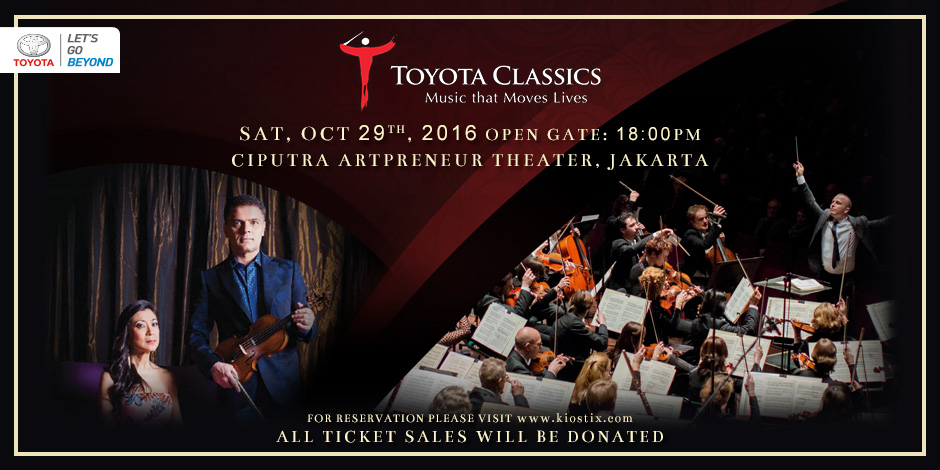 LET'S
GO
TOYOTA BEYOND
TOYOTA CLASSICS
Music that Moves Lives
SAT, OCT 29TH, 2016 OPEN GATE: 18:00PM
CIPUTRA ARTPRENEUR THEATER, JAKARTA
FOR RESERVATION PLEASE VISIT www.kiostix.com
ALL TICKET SALES WILL BE DONATED